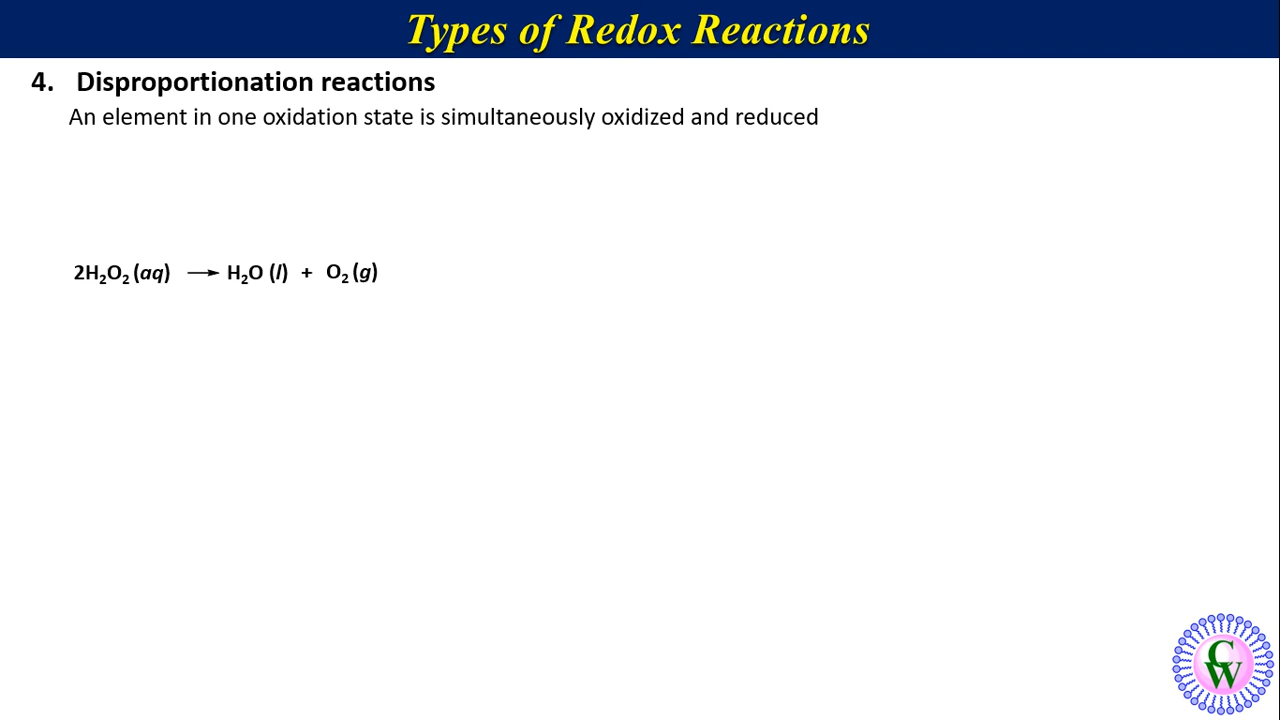 Types of Redox Reactions
4. Disproportionation reactions
An element in one oxidation state is simultaneously oxidized and reduced
2H₂O₂ (aq) ⟶ H₂O (l) + O₂ (g)
CW